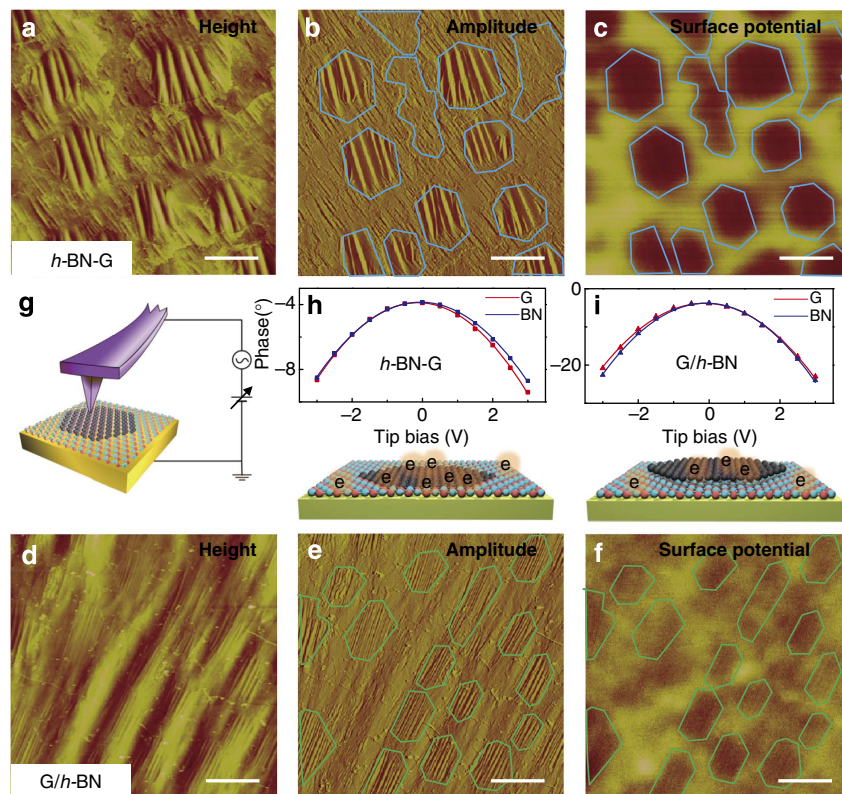 a Height
h-BN-G
b Amplitude
c Surface potential
g
h
Phase(°)
−4
−8
G
BN
h-BN-G
−2 0 2
Tip bias (V)
e e e e e e e e e
i
0
−20
G
BN
G/h-BN
−2 0 2
Tip bias (V)
e e e e e e
d Height
G/h-BN
e Amplitude
f Surface potential